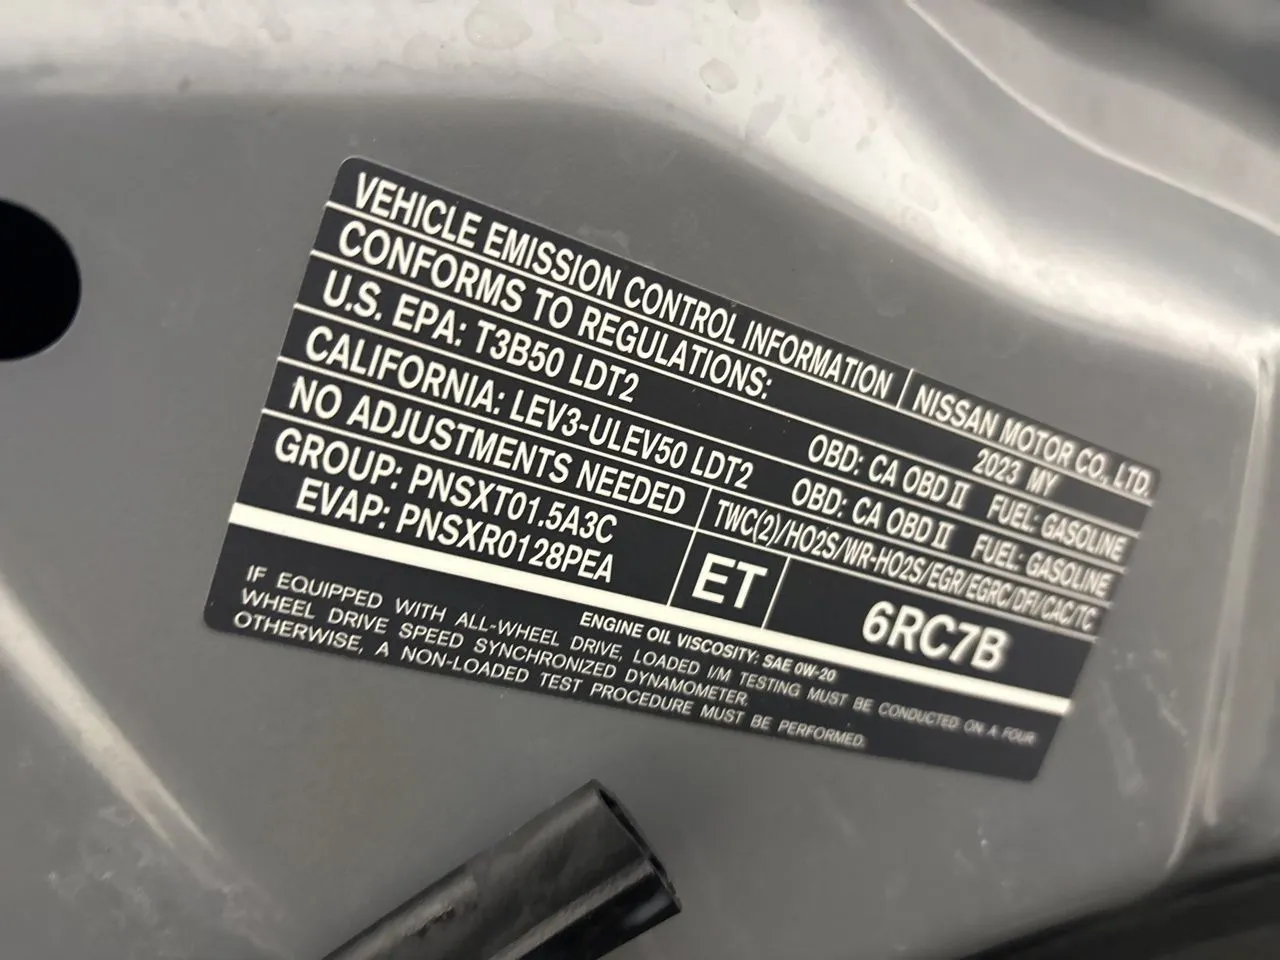 VEHICLE EMISSION CONTROL INFORMATION NISSAN MOTOR CO., LTD.
CONFORMS TO REGULATIONS: 2023 MY
U.S. EPA: T3B50 LDT2 OBD: CA OBD II FUEL: GASOLINE
CALIFORNIA: LEV3-ULEV50 LDT2 OBD: CA OBD II FUEL: GASOLINE
NO ADJUSTMENTS NEEDED TWC(2)/HO2S/WR-HO2S/EGR/EGRC/DFI/CAC/TC
GROUP: PNSXT01.5A3C
EVAP: PNSXR0128PEA
ET
6RC7B
ENGINE OIL VISCOSITY: SAE 0W-20
IF EQUIPPED WITH ALL-WHEEL DRIVE, LOADED I/M TESTING MUST BE CONDUCTED ON A FOUR
WHEEL DRIVE SPEED SYNCHRONIZED DYNAMOMETER.
OTHERWISE, A NON-LOADED TEST PROCEDURE MUST BE PERFORMED.